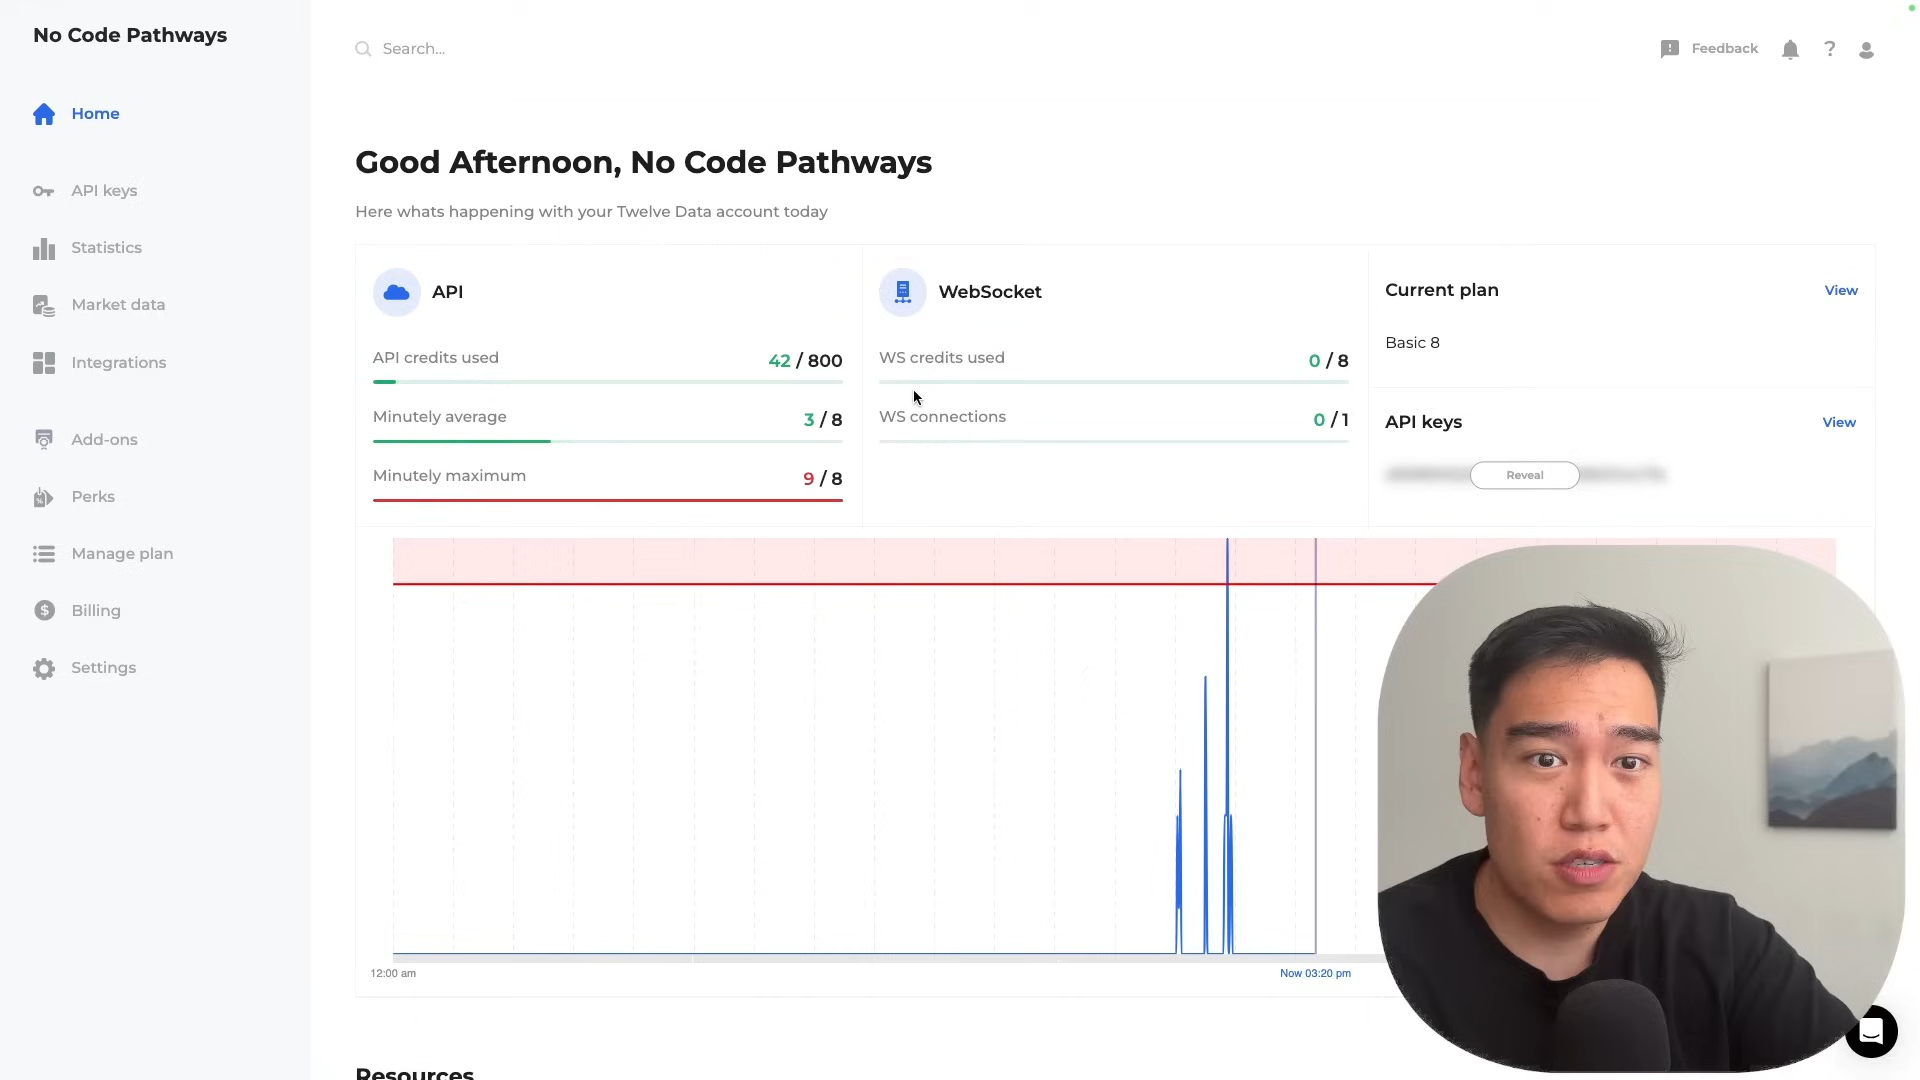 No Code Pathways
Search...
Feedback
?
Home
API keys
Statistics
Market data
Integrations
Add-ons
Perks
Manage plan
Billing
Settings
Good Afternoon, No Code Pathways
Here whats happening with your Twelve Data account today
API
API credits used 42 / 800
Minutely average 3 / 8
Minutely maximum 9 / 8
WebSocket
WS credits used 0 / 8
WS connections 0 / 1
Current plan View
Basic 8
API keys View
Reveal
12:00 am
Now 03:20 pm
Resources